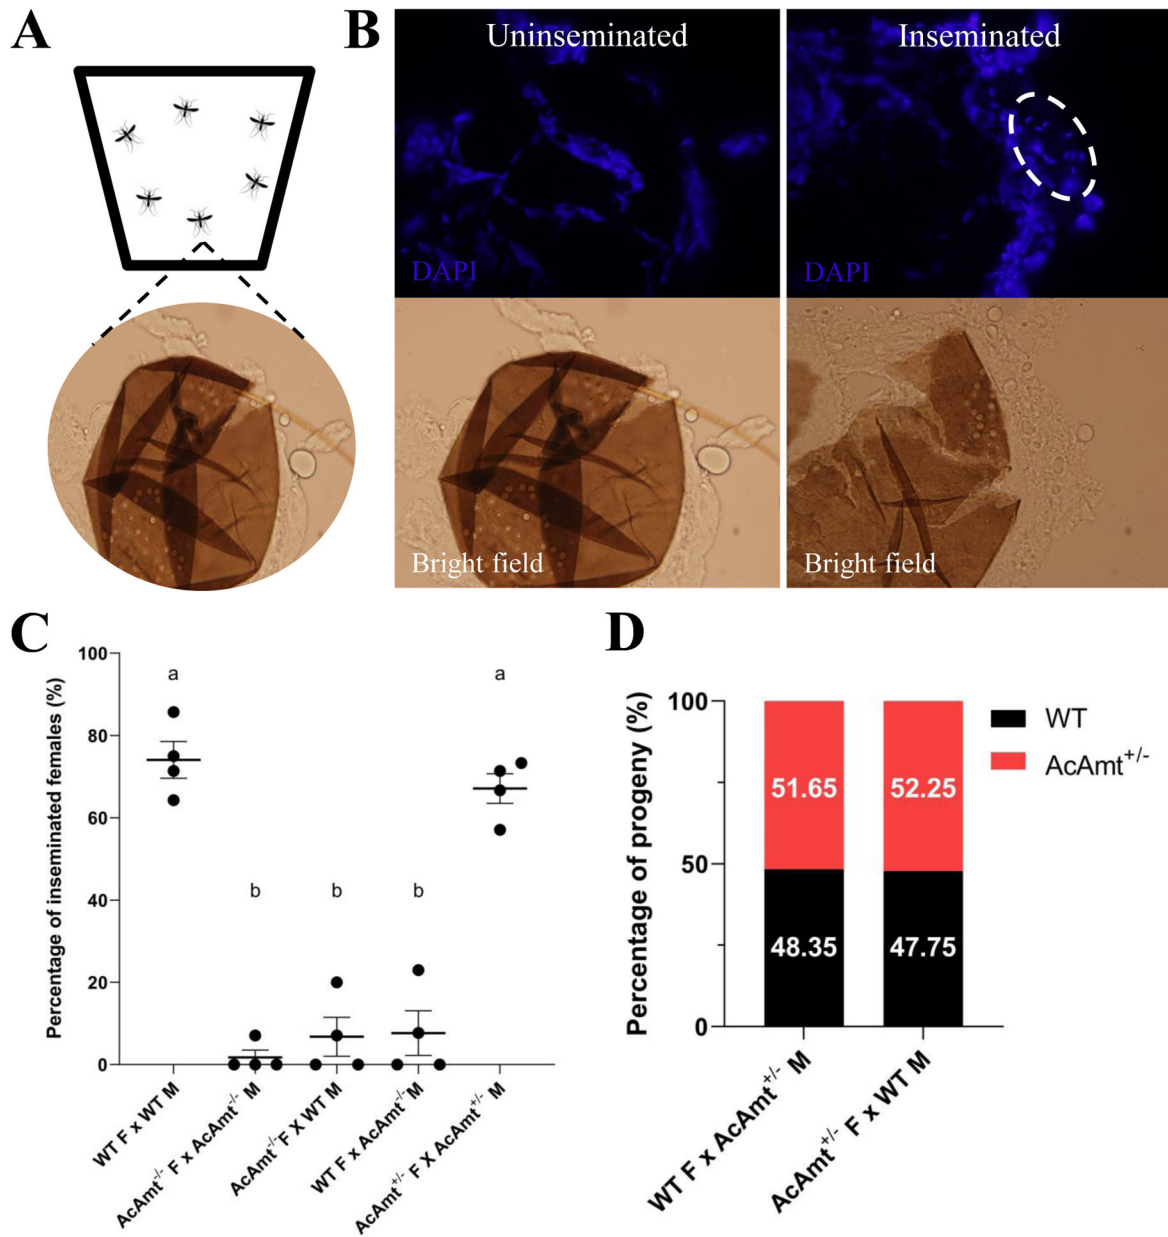 A
B
Uninseminated
Inseminated
DAPI
DAPI
Bright field
Bright field
C
Percentage of inseminated females (%)
100
80
60
40
20
0
a
b
b
b
a
WT F x WT M
AcAmt-/- F x AcAmt-/- M
AcAmt-/-F X WT M
WT F x AcAmt-/-M
AcAmt+/- F X AcAmt+/- M
D
Percentage of progeny (%)
100
50
0
51.65
52.25
48.35
47.75
WT
AcAmt+/-
WT F x AcAmt+/- M
AcAmt+/- F x WT M